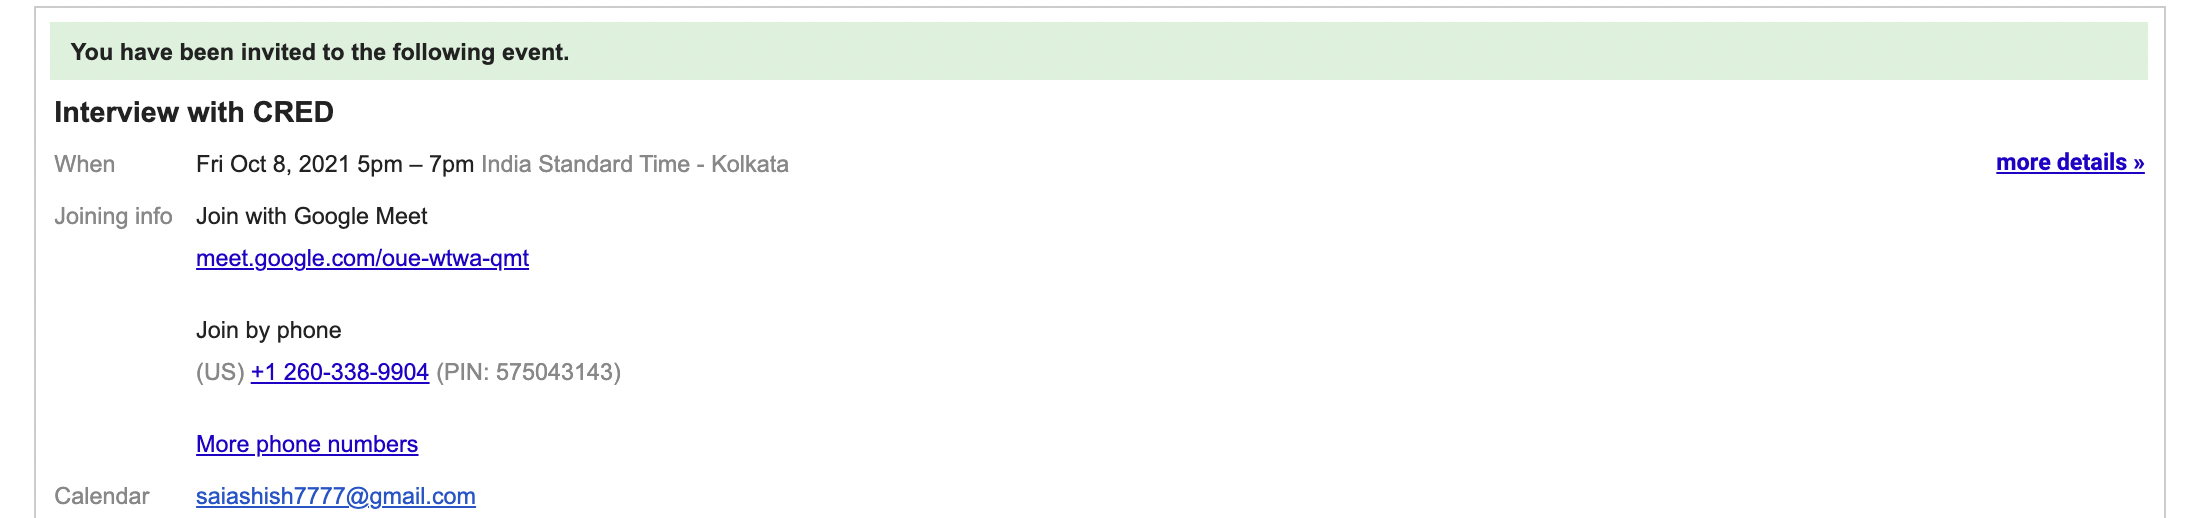 You have been invited to the following event.
Interview with CRED
When Fri Oct 8, 2021 5pm – 7pm India Standard Time - Kolkata more details »
Joining info Join with Google Meet
meet.google.com/oue-wtwa-qmt
Join by phone
(US) +1 260-338-9904 (PIN: 575043143)
More phone numbers
Calendar saiashish7777@gmail.com